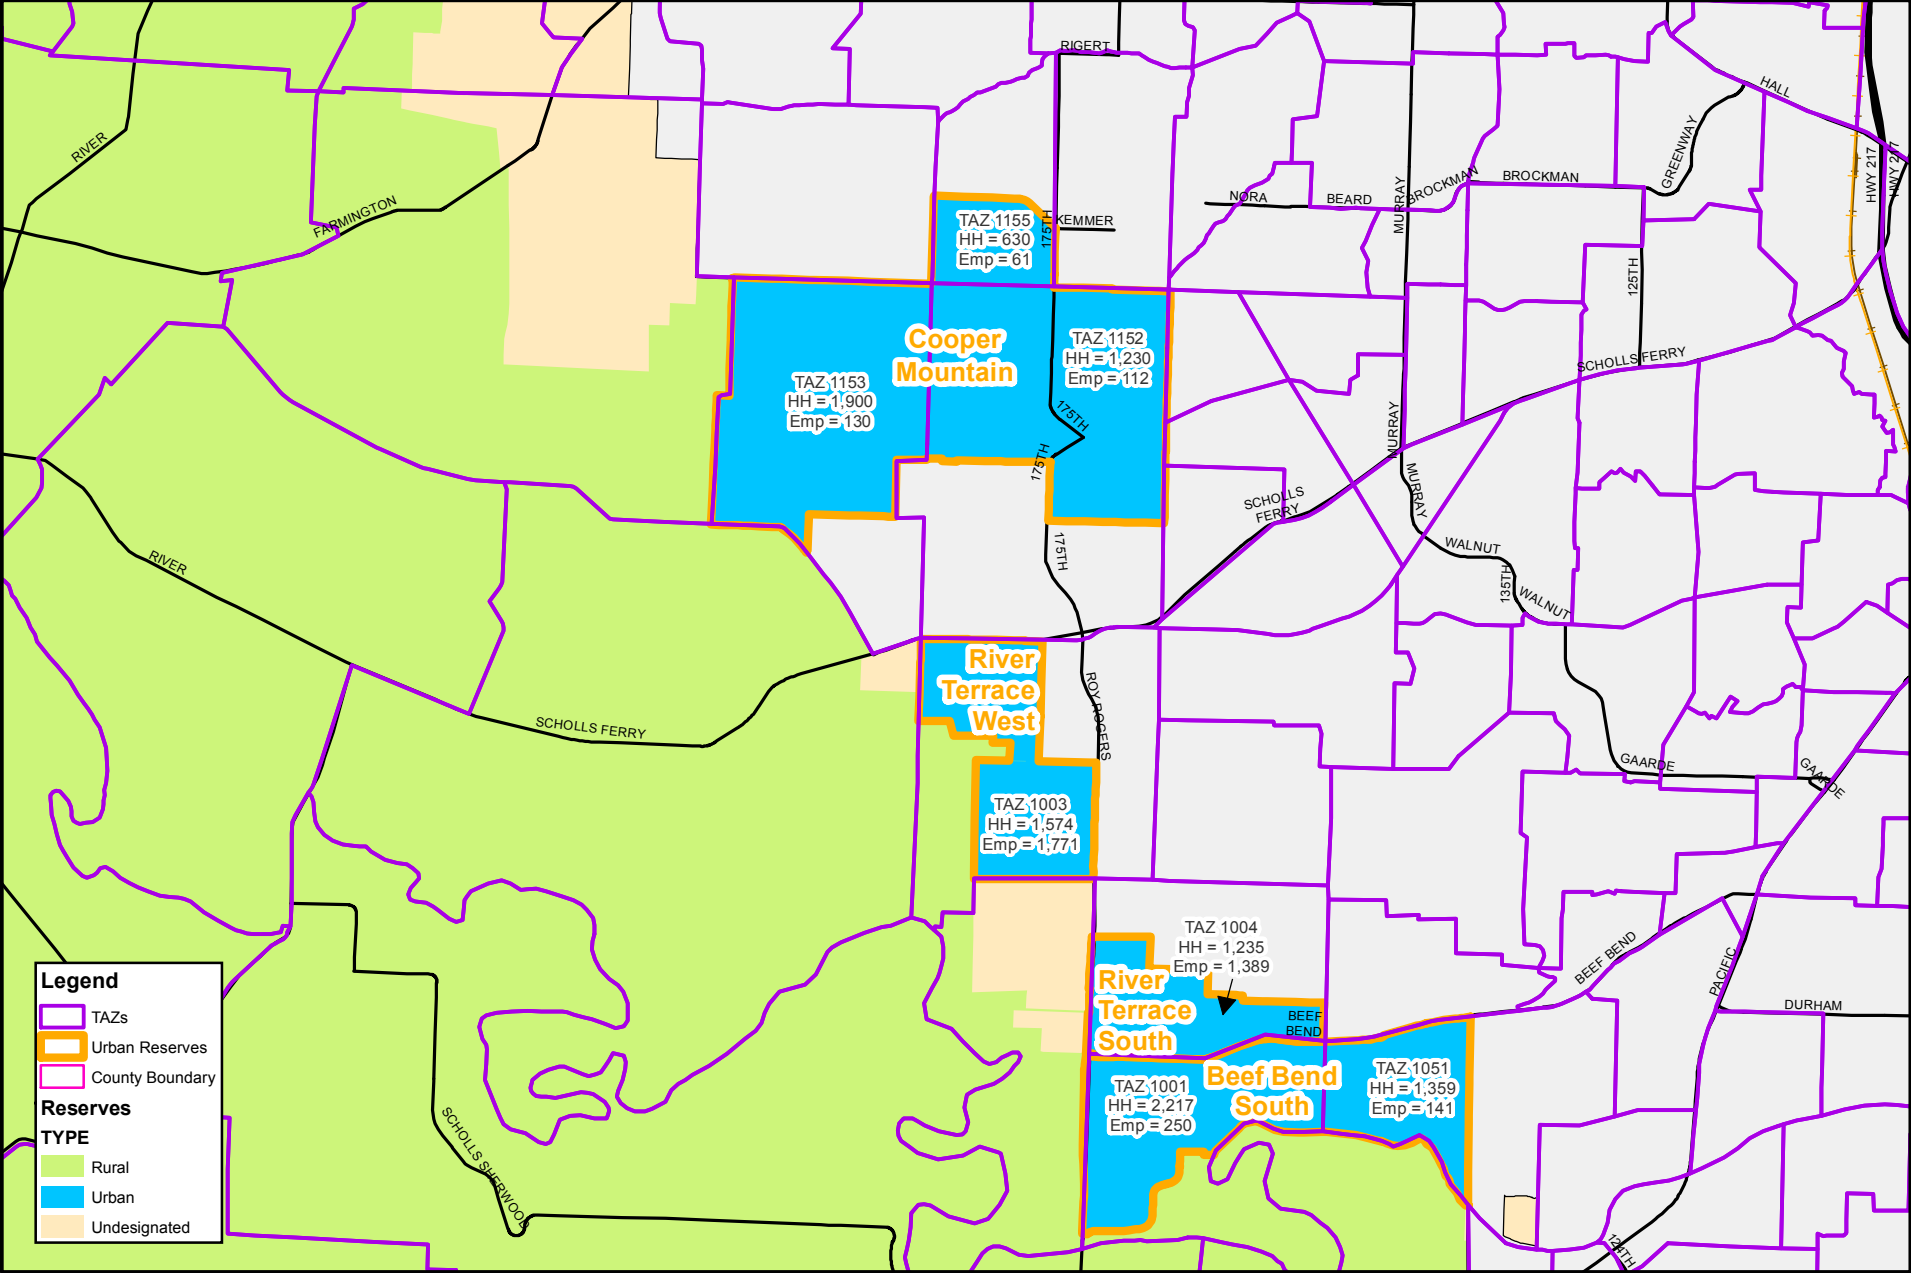 RIGERT
HALL
RIVER
GREENWAY
HWY 217
HWY 217
FARMINGTON
NORA
BEARD
BROCKMAN
BROCKMAN
MURRAY
KEMMER
175TH
TAZ 1155
HH = 630
Emp = 61
125TH
Cooper
Mountain
TAZ 1152
HH = 1,230
Emp = 112
SCHOLLS FERRY
TAZ 1153
HH = 1,900
Emp = 130
175TH
175TH
MURRAY
MURRAY
SCHOLLS
FERRY
RIVER
175TH
WALNUT
135TH
WALNUT
River
Terrace
West
ROY ROGERS
SCHOLLS FERRY
GAARDE
GAARDE
TAZ 1003
HH = 1,574
Emp = 1,771
TAZ 1004
HH = 1,235
Emp = 1,389
BEEF BEND
PACIFIC
DURHAM
River
Terrace
South
BEEF
BEND
Beef Bend
South
TAZ 1051
HH = 1,359
Emp = 141
TAZ 1001
HH = 2,217
Emp = 250
SCHOLLS SHERWOOD
124TH
Legend
TAZs
Urban Reserves
County Boundary
Reserves
TYPE
Rural
Urban
Undesignated